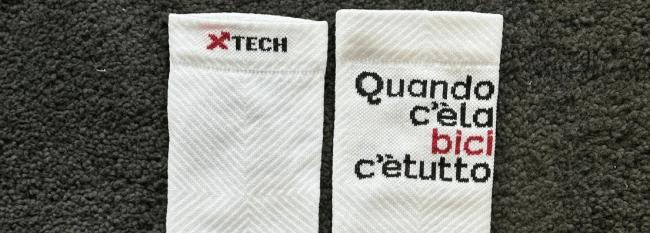 XTECH
Quando
c'èla
bici
c'ètutto